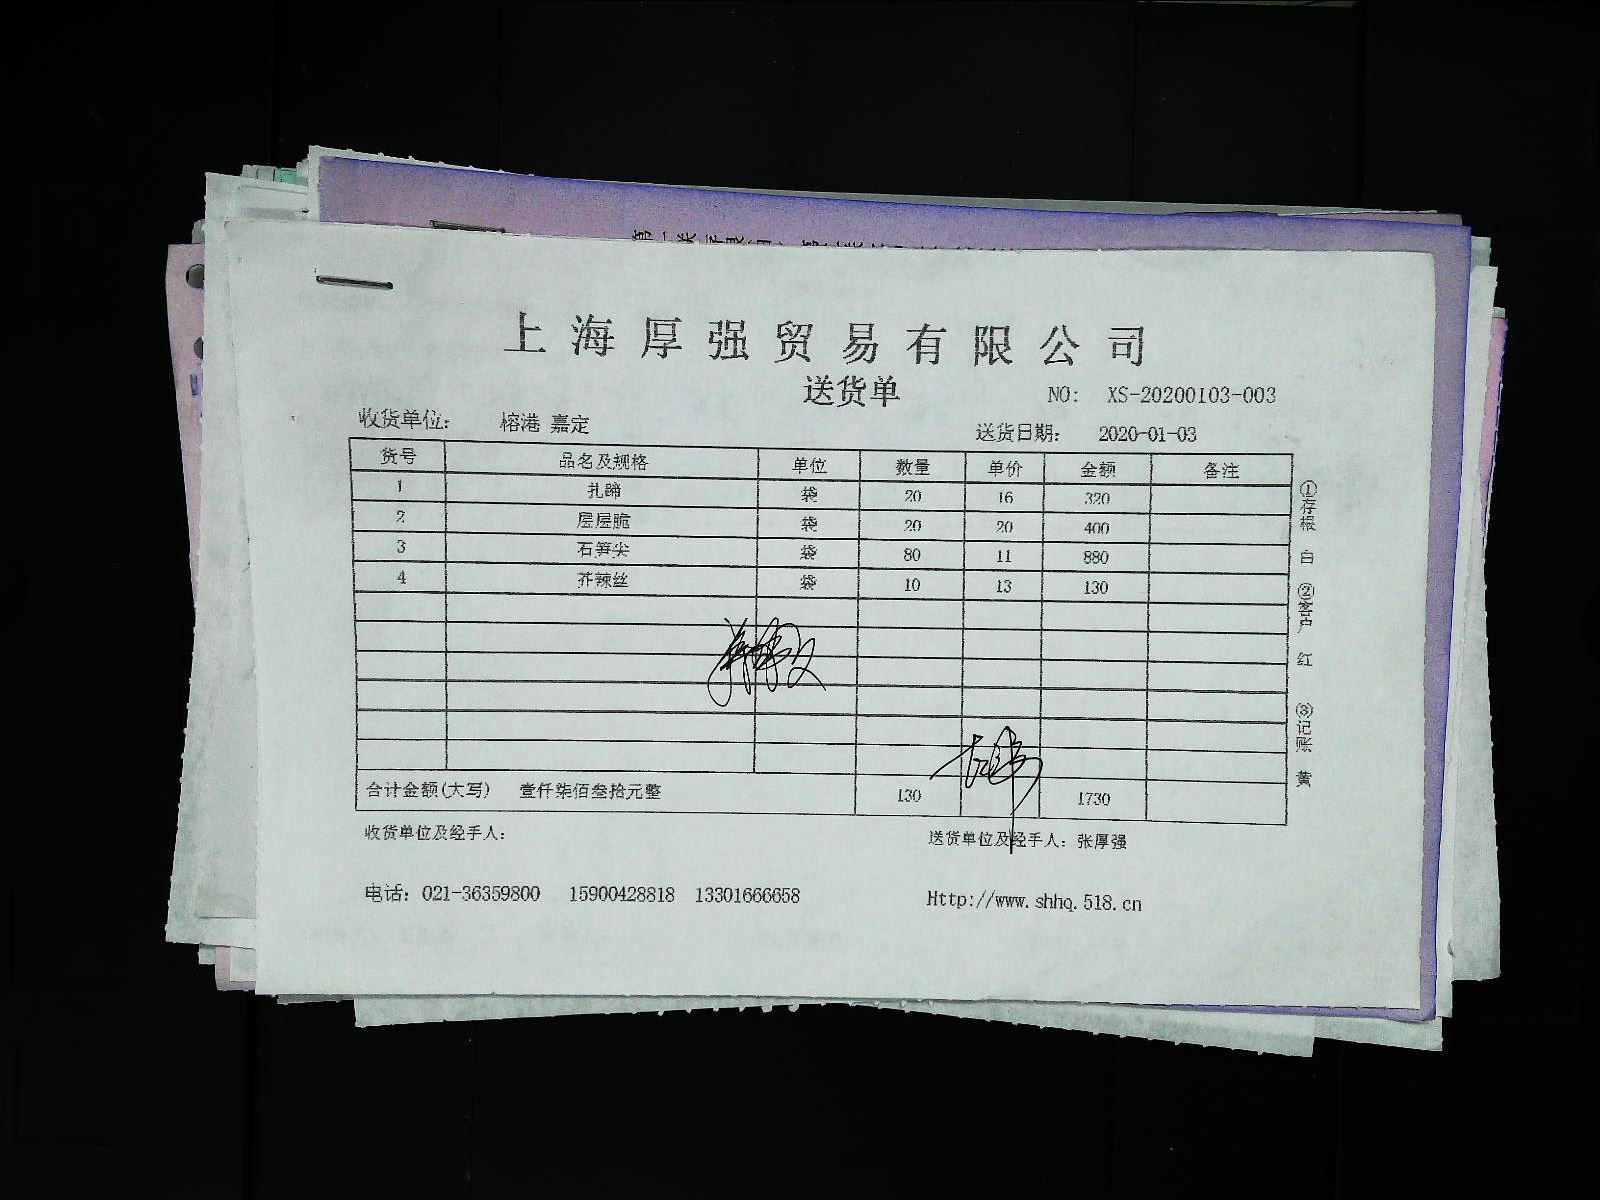 上海厚强贸易有限公司
送货单
NO: XS-20200103-003
收货单位: 榕港 嘉定
送货日期: 2020-01-03
货号 品名及规格 单位 数量 单价 金额 备注
1 扎蹄 袋 20 16 320
2 层层脆 袋 20 20 400
3 石笋尖 袋 80 11 880
4 芥辣丝 袋 10 13 130
合计金额(大写) 壹仟柒佰叁拾元整 130 1730
收货单位及经手人:
送货单位及经手人: 张厚强
电话: 021-36359800 15900428818 13301666658
Http://www.shhq.518.cn
①存根 白 ②客户 红 ③记账 黄